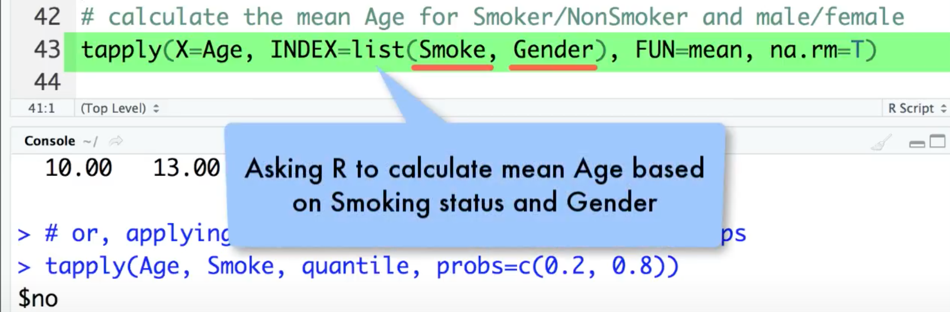 42 # calculate the mean Age for Smoker/NonSmoker and male/female
43 tapply(X=Age, INDEX=list(Smoke, Gender), FUN=mean, na.rm=T)
44
41:1 (Top Level) R Script
Console ~/
10.00 13.00
Asking R to calculate mean Age based
on Smoking status and Gender
> # or, applying ps
> tapply(Age, Smoke, quantile, probs=c(0.2, 0.8))
$no